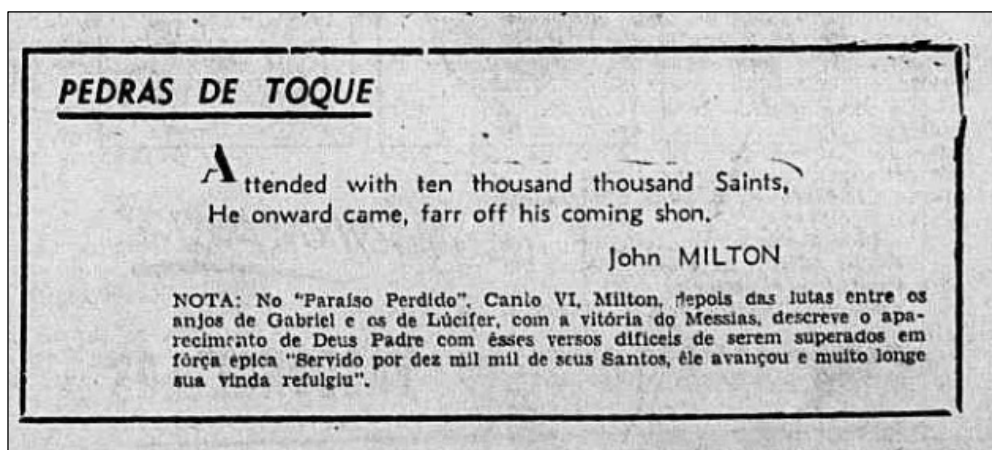 PEDRAS DE TOQUE
Attended with ten thousand thousand Saints,
He onward came, farr off his coming shon.
John MILTON
NOTA: No "Paraíso Perdido", Canto VI, Milton, depois das lutas entre os
anjos de Gabriel e os de Lúcifer, com a vitória do Messias, descreve o apa-
recimento de Deus Padre com êsses versos difíceis de serem superados em
fôrça épica "Servido por dez mil mil de seus Santos, êle avançou e muito longe
sua vinda refulgiu".